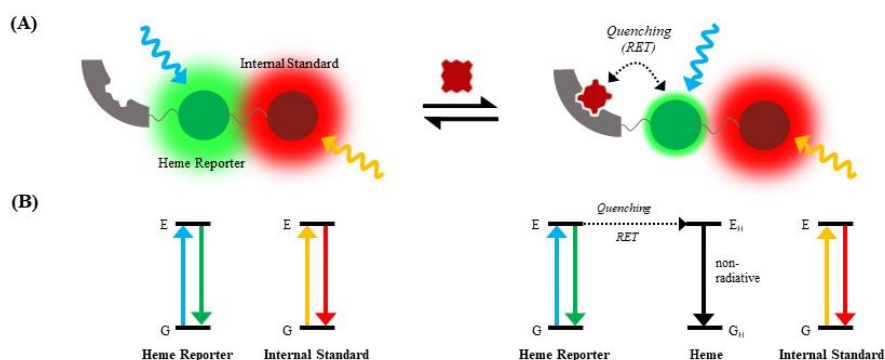 (A)
Quenching
(RET)
Internal Standard
Heme Reporter
(B)
E
E
E
Quenching
RET
E_H
E
non-
radiative
G
G
G
G_H
G
Heme Reporter
Internal Standard
Heme Reporter
Heme
Internal Standard